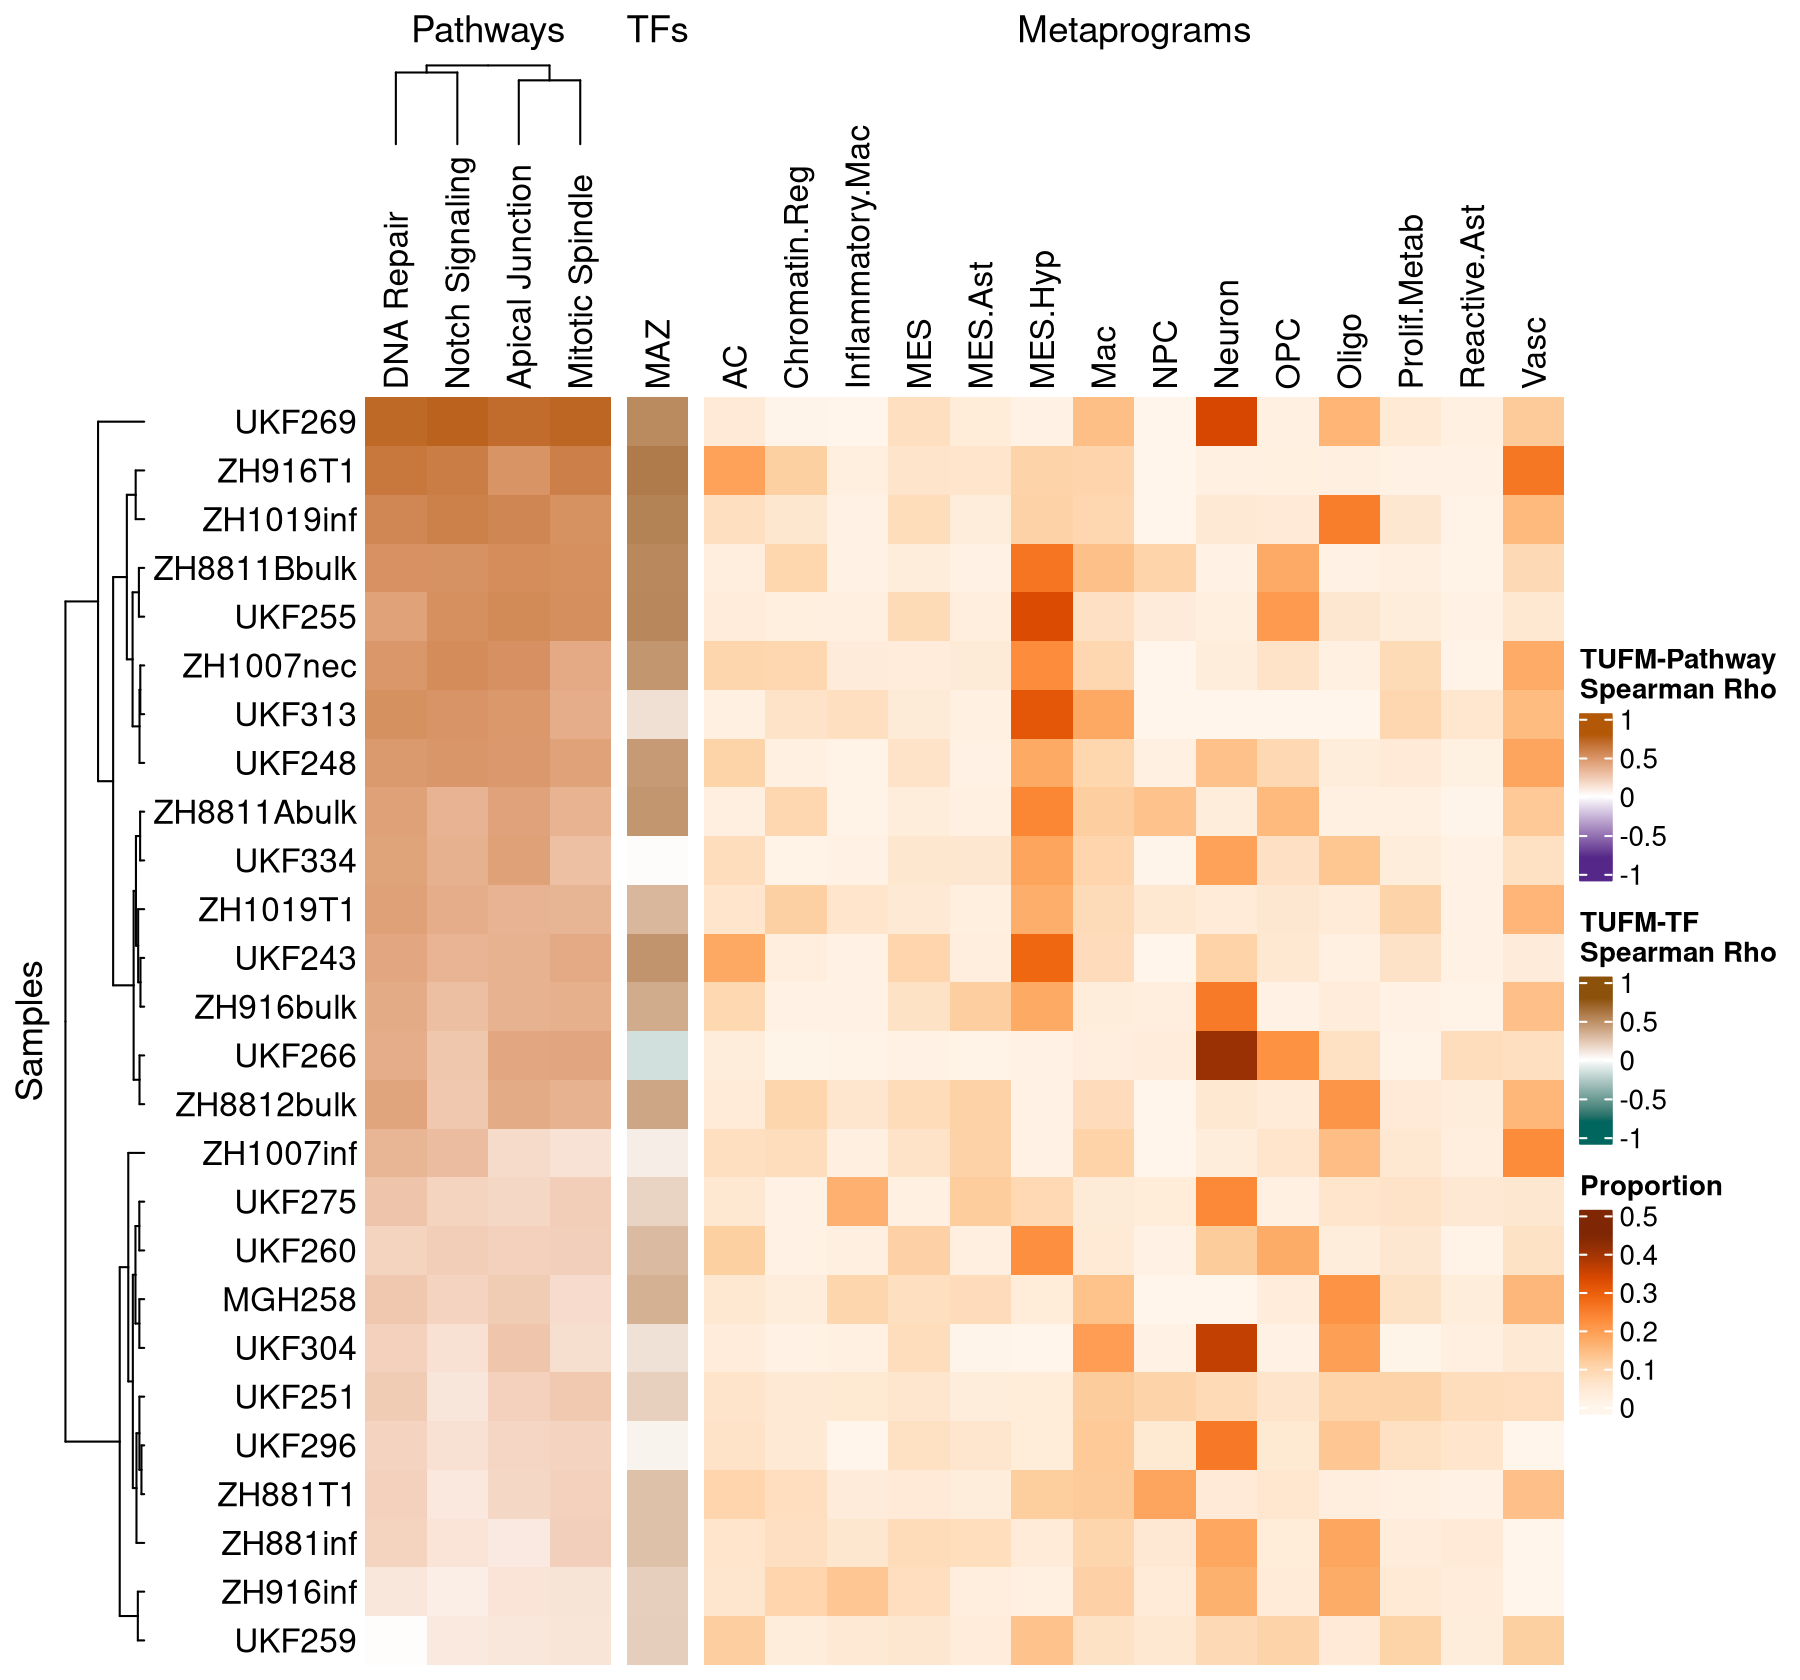 Pathways TFs Metaprograms
DNA Repair
Notch Signaling
Apical Junction
Mitotic Spindle
MAZ
AC
Chromatin.Reg
Inflammatory.Mac
MES
MES.Ast
MES.Hyp
Mac
NPC
Neuron
OPC
Oligo
Prolif.Metab
Reactive.Ast
Vasc
Samples
UKF269
ZH916T1
ZH1019inf
ZH8811Bbulk
UKF255
ZH1007nec
UKF313
UKF248
ZH8811Abulk
UKF334
ZH1019T1
UKF243
ZH916bulk
UKF266
ZH8812bulk
ZH1007inf
UKF275
UKF260
MGH258
UKF304
UKF251
UKF296
ZH881T1
ZH881inf
ZH916inf
UKF259
TUFM-Pathway
Spearman Rho
1
0.5
0
-0.5
-1
TUFM-TF
Spearman Rho
1
0.5
0
-0.5
-1
Proportion
0.5
0.4
0.3
0.2
0.1
0